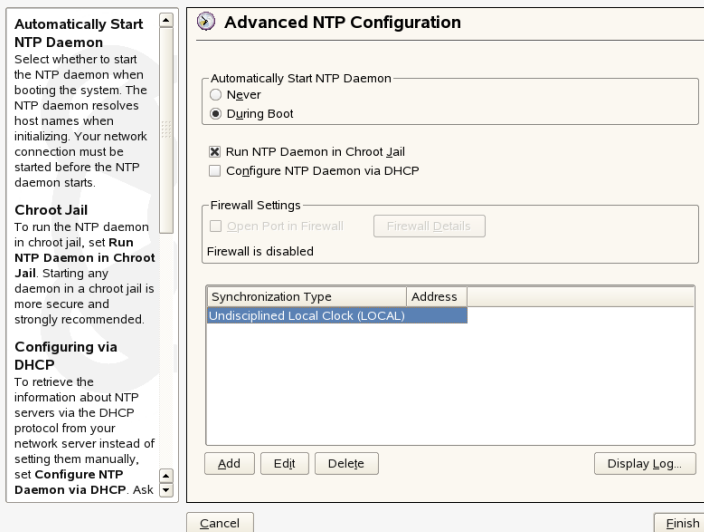 Automatically Start
NTP Daemon
Select whether to start
the NTP daemon when
booting the system. The
NTP daemon resolves
host names when
initializing. Your network
connection must be
started before the NTP
daemon starts.
Chroot Jail
To run the NTP daemon
in chroot jail, set Run
NTP Daemon in Chroot
Jail. Starting any
daemon in a chroot jail is
more secure and
strongly recommended.
Configuring via
DHCP
To retrieve the
information about NTP
servers via the DHCP
protocol from your
network server instead of
setting them manually,
set Configure NTP
Daemon via DHCP. Ask
Advanced NTP Configuration
Automatically Start NTP Daemon
Never
During Boot
Run NTP Daemon in Chroot Jail
Configure NTP Daemon via DHCP
Firewall Settings
Open Port in Firewall Firewall Details
Firewall is disabled
Synchronization Type Address
Undisciplined Local Clock (LOCAL)
Add Edit Delete Display Log...
Cancel Finish